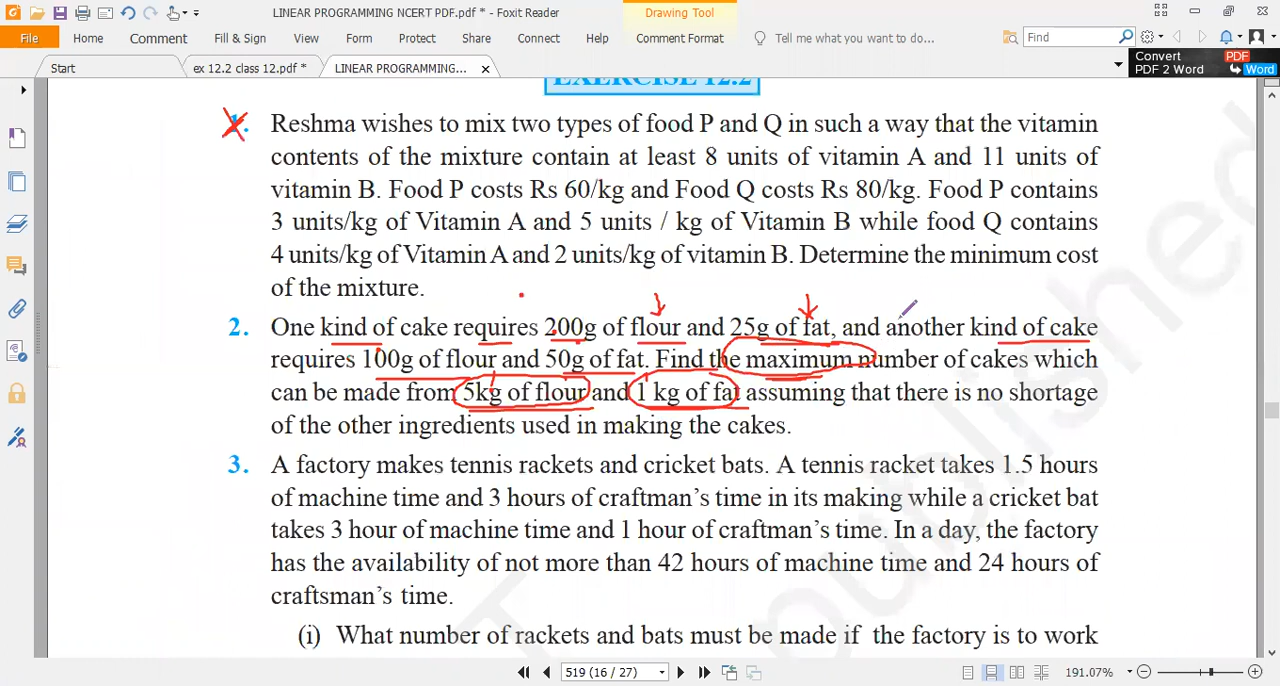 LINEAR PROGRAMMING NCERT PDF.pdf * - Foxit Reader
Drawing Tool
File Home Comment Fill & Sign View Form Protect Share Connect Help Comment Format Tell me what you want to do... Find
Start ex 12.2 class 12.pdf * LINEAR PROGRAMMING... Convert PDF
PDF 2 Word Word
EXERCISE 12.2
1. Reshma wishes to mix two types of food P and Q in such a way that the vitamin
contents of the mixture contain at least 8 units of vitamin A and 11 units of
vitamin B. Food P costs Rs 60/kg and Food Q costs Rs 80/kg. Food P contains
3 units/kg of Vitamin A and 5 units / kg of Vitamin B while food Q contains
4 units/kg of Vitamin A and 2 units/kg of vitamin B. Determine the minimum cost
of the mixture.
2. One kind of cake requires 200g of flour and 25g of fat, and another kind of cake
requires 100g of flour and 50g of fat. Find the maximum number of cakes which
can be made from 5kg of flour and 1 kg of fat assuming that there is no shortage
of the other ingredients used in making the cakes.
3. A factory makes tennis rackets and cricket bats. A tennis racket takes 1.5 hours
of machine time and 3 hours of craftman's time in its making while a cricket bat
takes 3 hour of machine time and 1 hour of craftman's time. In a day, the factory
has the availability of not more than 42 hours of machine time and 24 hours of
craftsman's time.
(i) What number of rackets and bats must be made if the factory is to work
519 (16 / 27) 191.07%